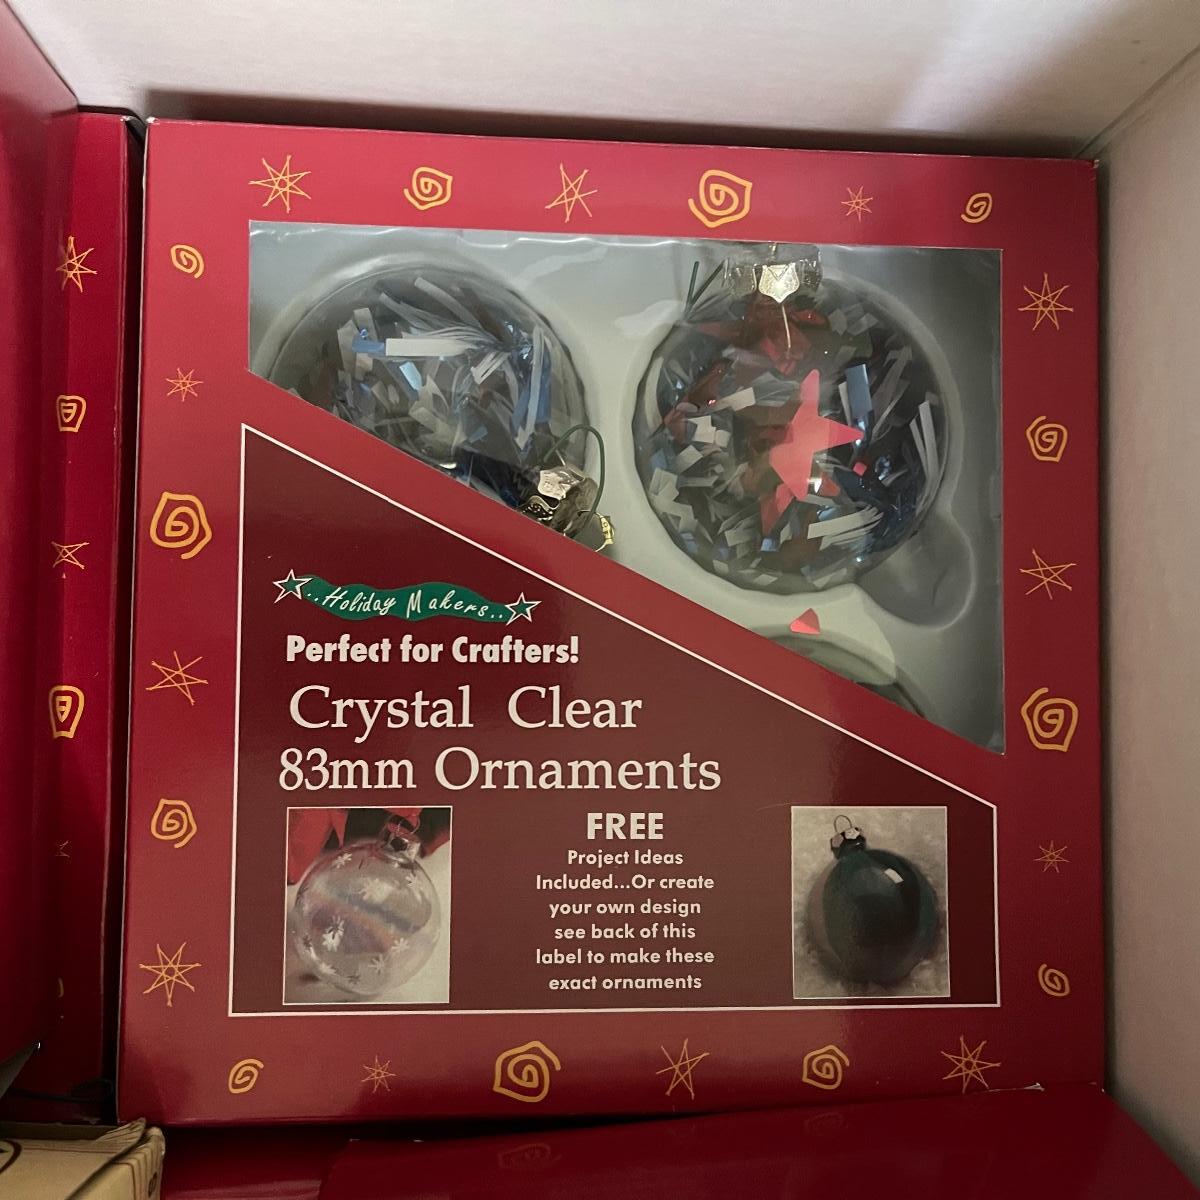 ..Holiday Makers..
Perfect for Crafters!
Crystal Clear
83mm Ornaments
FREE
Project Ideas
Included...Or create
your own design
see back of this
label to make these
exact ornaments